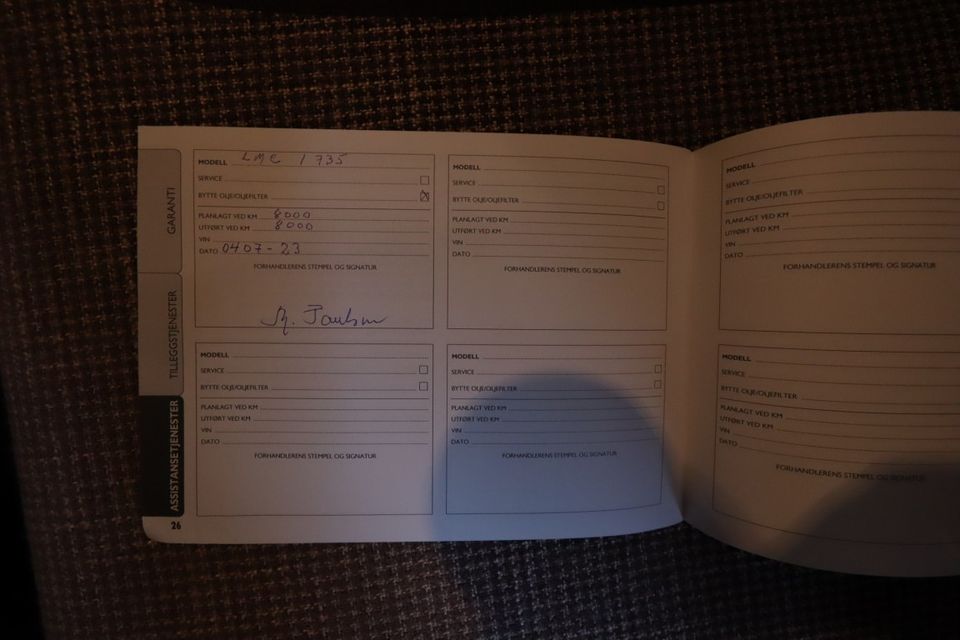 GARANTI
TILLEGGSTJENESTER
ASSISTANSETJENESTER
MODELL LMC I 735
SERVICE
BYTTE OLJE/OLJEFILTER
PLANLAGT VED KM 8000
UTFØRT VED KM 8000
VIN
DATO 0407-23
FORHANDLERENS STEMPEL OG SIGNATUR
MODELL
SERVICE
BYTTE OLJE/OLJEFILTER
PLANLAGT VED KM
UTFØRT VED KM
VIN
DATO
FORHANDLERENS STEMPEL OG SIGNATUR
MODELL
SERVICE
BYTTE OLJE/OLJEFILTER
PLANLAGT VED KM
UTFØRT VED KM
VIN
DATO
FORHANDLERENS STEMPEL OG SIGNATUR
MODELL
SERVICE
BYTTE OLJE/OLJEFILTER
PLANLAGT VED KM
UTFØRT VED KM
VIN
DATO
FORHANDLERENS STEMPEL OG SIGNATUR
MODELL
SERVICE
BYTTE OLJE/OLJEFILTER
PLANLAGT VED KM
UTFØRT VED KM
VIN
DATO
FORHANDLERENS STEMPEL OG SIGNATUR
MODELL
SERVICE
BYTTE OLJE/OLJEFILTER
PLANLAGT VED KM
UTFØRT VED KM
VIN
DATO
FORHANDLERENS STEMPEL OG SIGNATUR
26